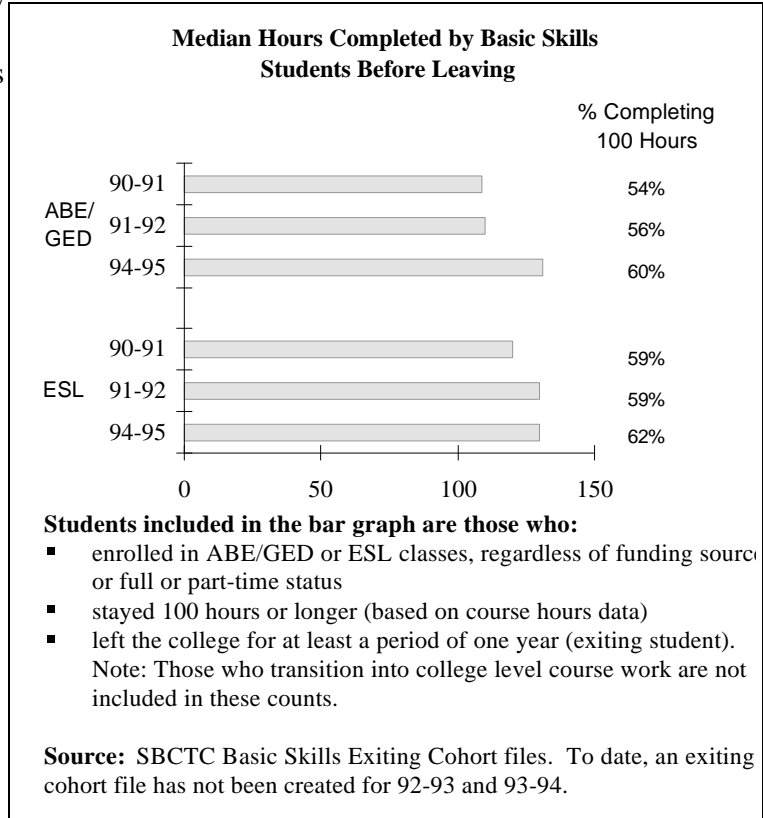 Median Hours Completed by Basic Skills
Students Before Leaving
% Completing
100 Hours
ABE/
GED
90-91 54%
91-92 56%
94-95 60%
ESL
90-91 59%
91-92 59%
94-95 62%
0 50 100 150
Students included in the bar graph are those who:
▪ enrolled in ABE/GED or ESL classes, regardless of funding source
or full or part-time status
▪ stayed 100 hours or longer (based on course hours data)
▪ left the college for at least a period of one year (exiting student).
Note: Those who transition into college level course work are not
included in these counts.
Source: SBCTC Basic Skills Exiting Cohort files. To date, an exiting
cohort file has not been created for 92-93 and 93-94.